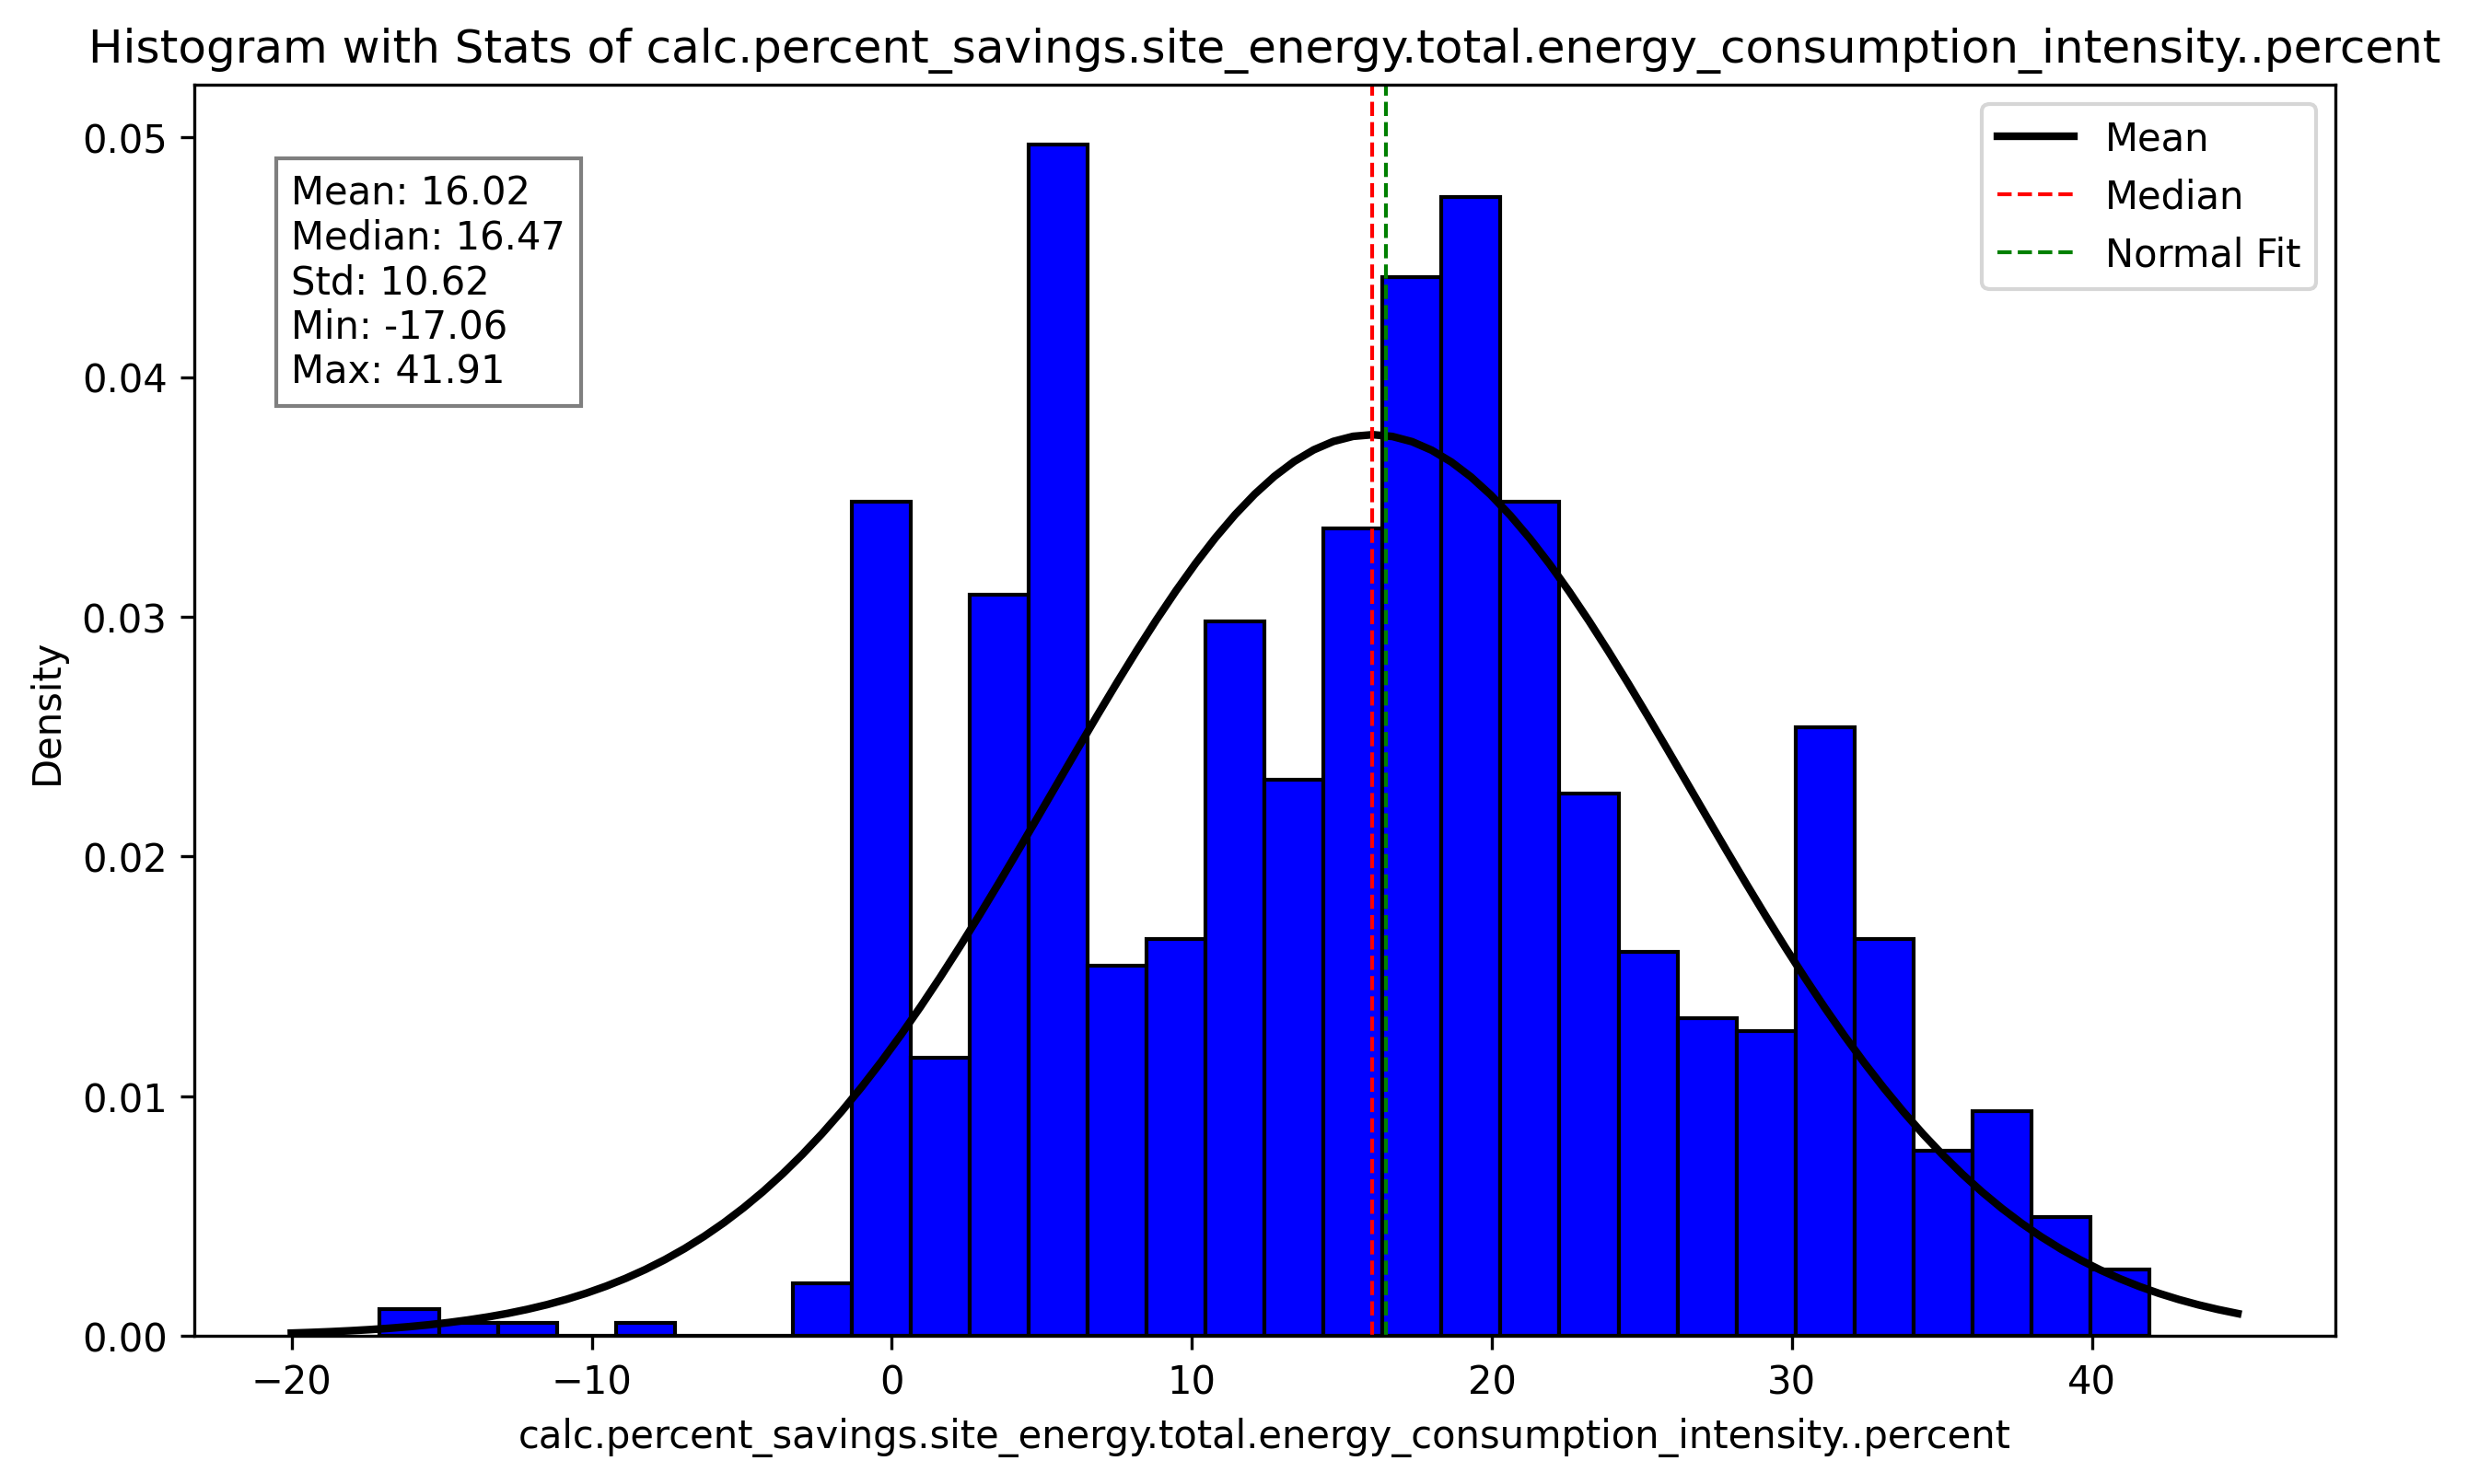 Histogram with Stats of calc.percent_savings.site_energy.total.energy_consumption_intensity..percent
Mean: 16.02
Median: 16.47
Std: 10.62
Min: -17.06
Max: 41.91
Mean
Median
Normal Fit
Density
0.05
0.04
0.03
0.02
0.01
0.00
−20 −10 0 10 20 30 40
calc.percent_savings.site_energy.total.energy_consumption_intensity..percent